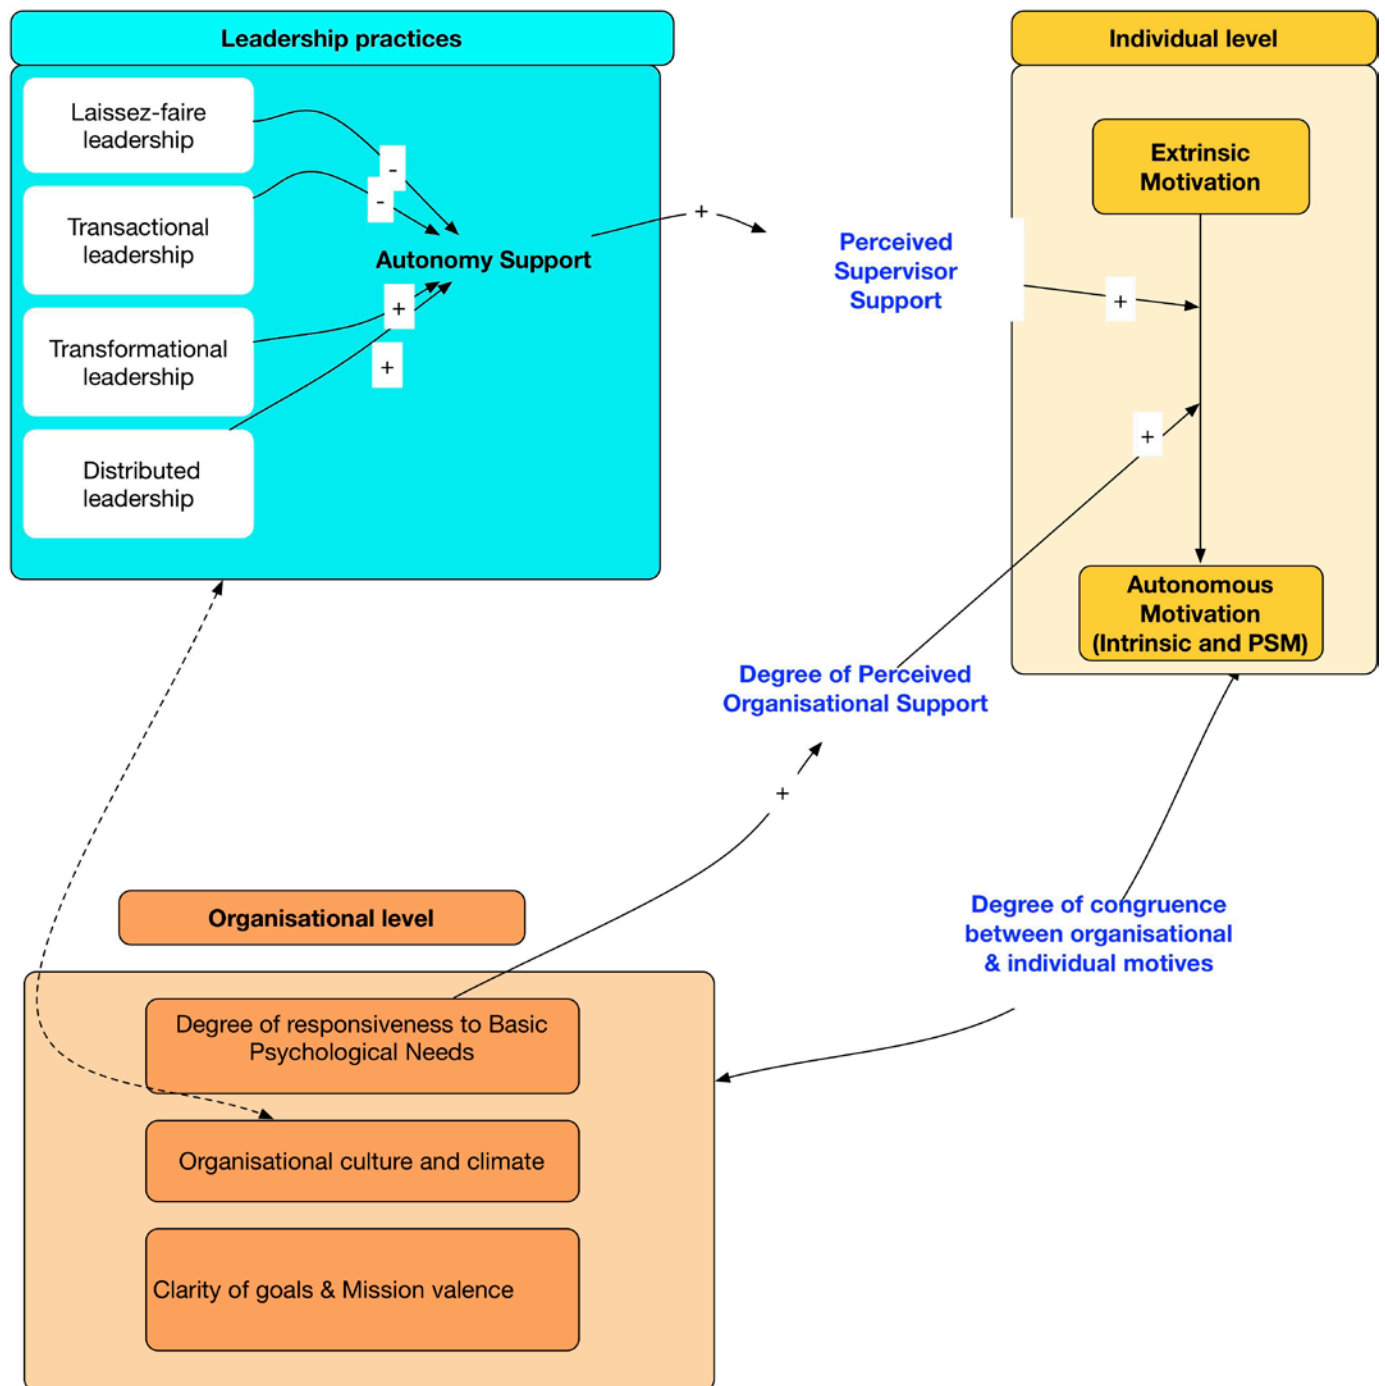 Leadership practices
Laissez-faire
leadership
-
-
Transactional
leadership
Autonomy Support
+
Transformational
leadership
+
Distributed
leadership
+
Perceived
Supervisor
Support
Individual level
Extrinsic
Motivation
+
+
Autonomous
Motivation
(Intrinsic and PSM)
Degree of Perceived
Organisational Support
+
Degree of congruence
between organisational
& individual motives
Organisational level
Degree of responsiveness to Basic
Psychological Needs
Organisational culture and climate
Clarity of goals & Mission valence